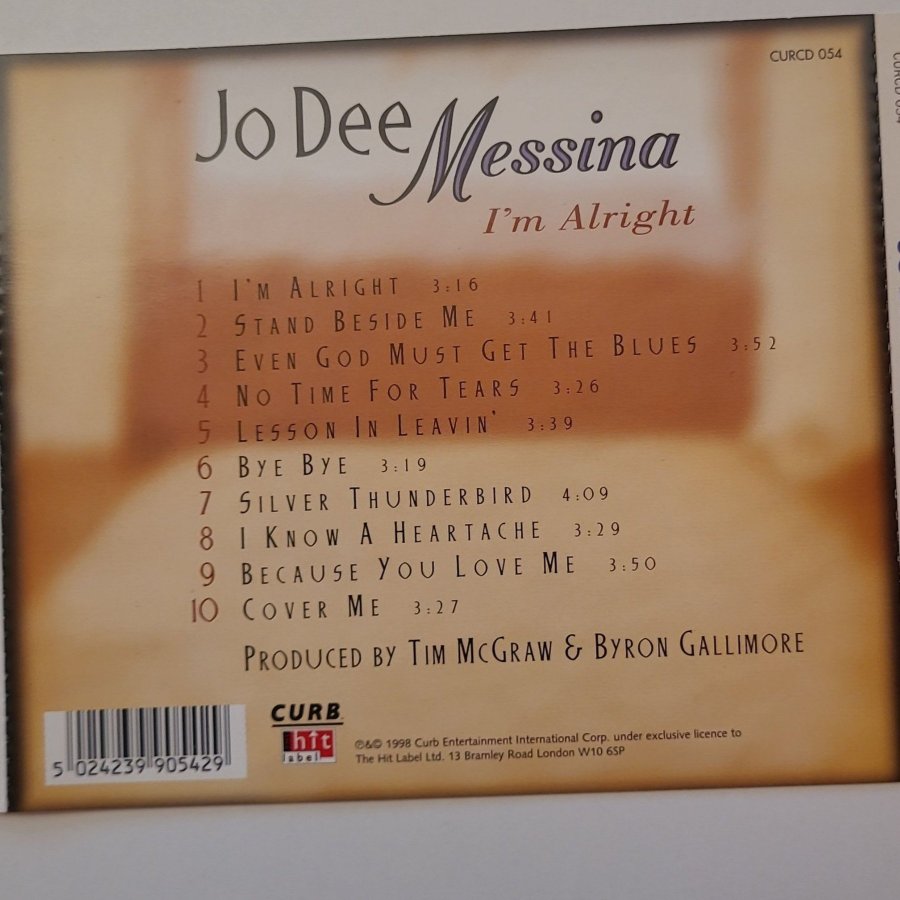 CURCD 054
CURCD 054
Jo Dee Messina
I'm Alright
1 I'm Alright 3:16
2 Stand Beside Me 3:41
3 Even God Must Get The Blues 3:52
4 No Time For Tears 3:26
5 Lesson In Leavin' 3:39
6 Bye Bye 3:19
7 Silver Thunderbird 4:09
8 I Know A Heartache 3:29
9 Because You Love Me 3:50
10 Cover Me 3:27
Produced by Tim McGraw & Byron Gallimore
CURB
hit
label
℗&© 1998 Curb Entertainment International Corp. under exclusive licence to
The Hit Label Ltd. 13 Bramley Road London W10 6SP
5 024239 905429